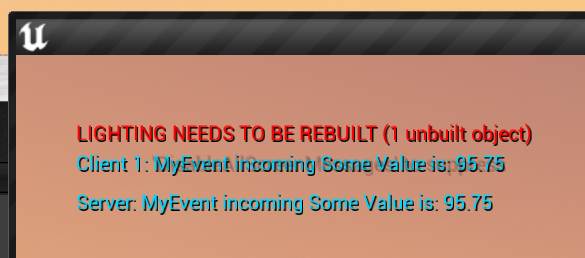 LIGHTING NEEDS TO BE REBUILT (1 unbuilt object)
Client 1: MyEvent incoming Some Value is: 95.75
Server: MyEvent incoming Some Value is: 95.75